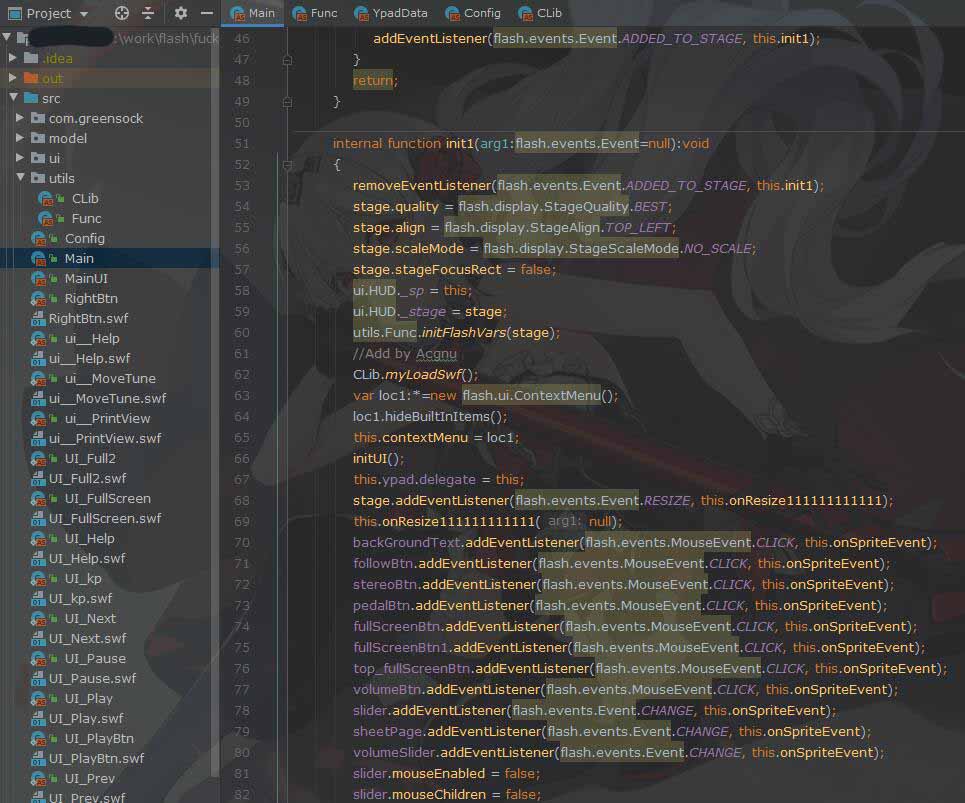 Project
Main
Func
YpadData
Config
CLib
:\work\flash\fuck
.idea
out
src
com.greensock
model
ui
utils
CLib
Func
Config
Main
MainUI
RightBtn
RightBtn.swf
ui__Help
ui__Help.swf
ui__MoveTune
ui__MoveTune.swf
ui__PrintView
ui__PrintView.swf
UI_Full2
UI_Full2.swf
UI_FullScreen
UI_FullScreen.swf
UI_Help
UI_Help.swf
UI_kp
UI_kp.swf
UI_Next
UI_Next.swf
UI_Pause
UI_Pause.swf
UI_Play
UI_Play.swf
UI_PlayBtn
UI_PlayBtn.swf
UI_Prev
UI_Prev.swf
46 addEventListener(flash.events.Event.ADDED_TO_STAGE, this.init1);
47 }
48 return;
49 }
50
51 internal function init1(arg1:flash.events.Event=null):void
52 {
53 removeEventListener(flash.events.Event.ADDED_TO_STAGE, this.init1);
54 stage.quality = flash.display.StageQuality.BEST;
55 stage.align = flash.display.StageAlign.TOP_LEFT;
56 stage.scaleMode = flash.display.StageScaleMode.NO_SCALE;
57 stage.stageFocusRect = false;
58 ui.HUD._sp = this;
59 ui.HUD._stage = stage;
60 utils.Func.initFlashVars(stage);
61 //Add by Acgnu
62 CLib.myLoadSwf();
63 var loc1:*=new flash.ui.ContextMenu();
64 loc1.hideBuiltInItems();
65 this.contextMenu = loc1;
66 initUI();
67 this.ypad.delegate = this;
68 stage.addEventListener(flash.events.Event.RESIZE, this.onResize111111111111);
69 this.onResize111111111111( arg1: null);
70 backGroundText.addEventListener(flash.events.MouseEvent.CLICK, this.onSpriteEvent);
71 followBtn.addEventListener(flash.events.MouseEvent.CLICK, this.onSpriteEvent);
72 stereoBtn.addEventListener(flash.events.MouseEvent.CLICK, this.onSpriteEvent);
73 pedalBtn.addEventListener(flash.events.MouseEvent.CLICK, this.onSpriteEvent);
74 fullScreenBtn.addEventListener(flash.events.MouseEvent.CLICK, this.onSpriteEvent);
75 fullScreenBtn1.addEventListener(flash.events.MouseEvent.CLICK, this.onSpriteEvent);
76 top_fullScreenBtn.addEventListener(flash.events.MouseEvent.CLICK, this.onSpriteEvent);
77 volumeBtn.addEventListener(flash.events.MouseEvent.CLICK, this.onSpriteEvent);
78 slider.addEventListener(flash.events.Event.CHANGE, this.onSpriteEvent);
79 sheetPage.addEventListener(flash.events.Event.CHANGE, this.onSpriteEvent);
80 volumeSlider.addEventListener(flash.events.Event.CHANGE, this.onSpriteEvent);
81 slider.mouseEnabled = false;
82 slider.mouseChildren = false;